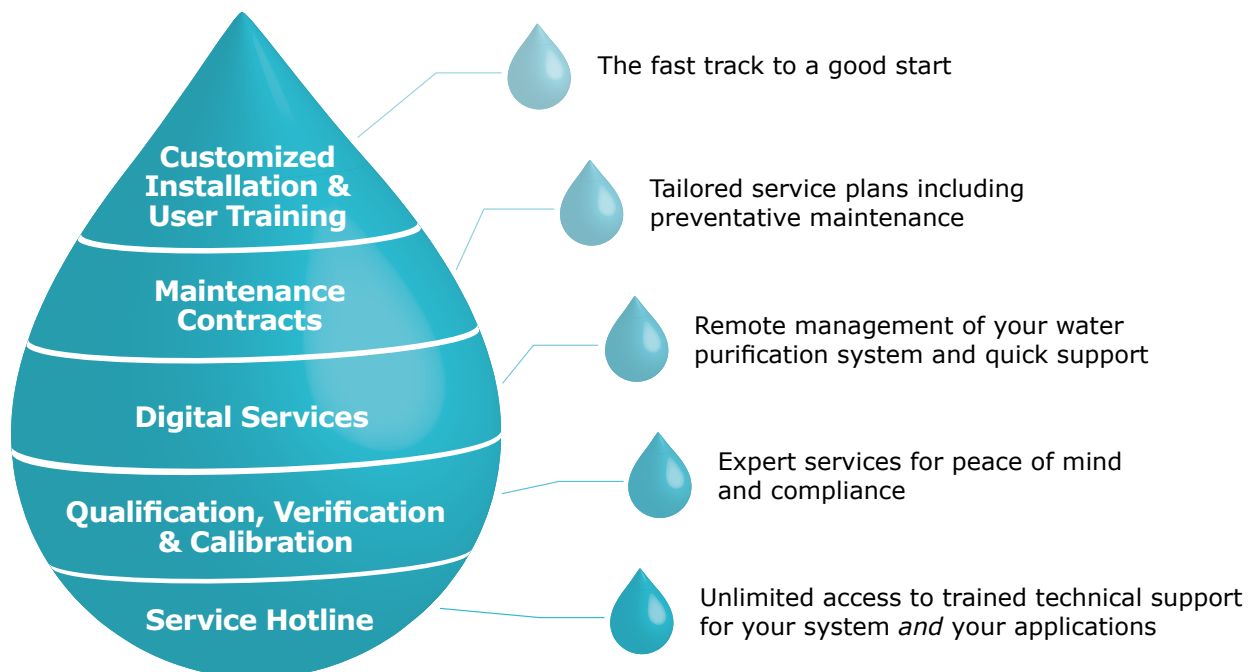 Customized
Installation &
User Training
The fast track to a good start
Maintenance
Contracts
Tailored service plans including
preventative maintenance
Digital Services
Remote management of your water
purification system and quick support
Qualification, Verification
& Calibration
Expert services for peace of mind
and compliance
Service Hotline
Unlimited access to trained technical support
for your system and your applications